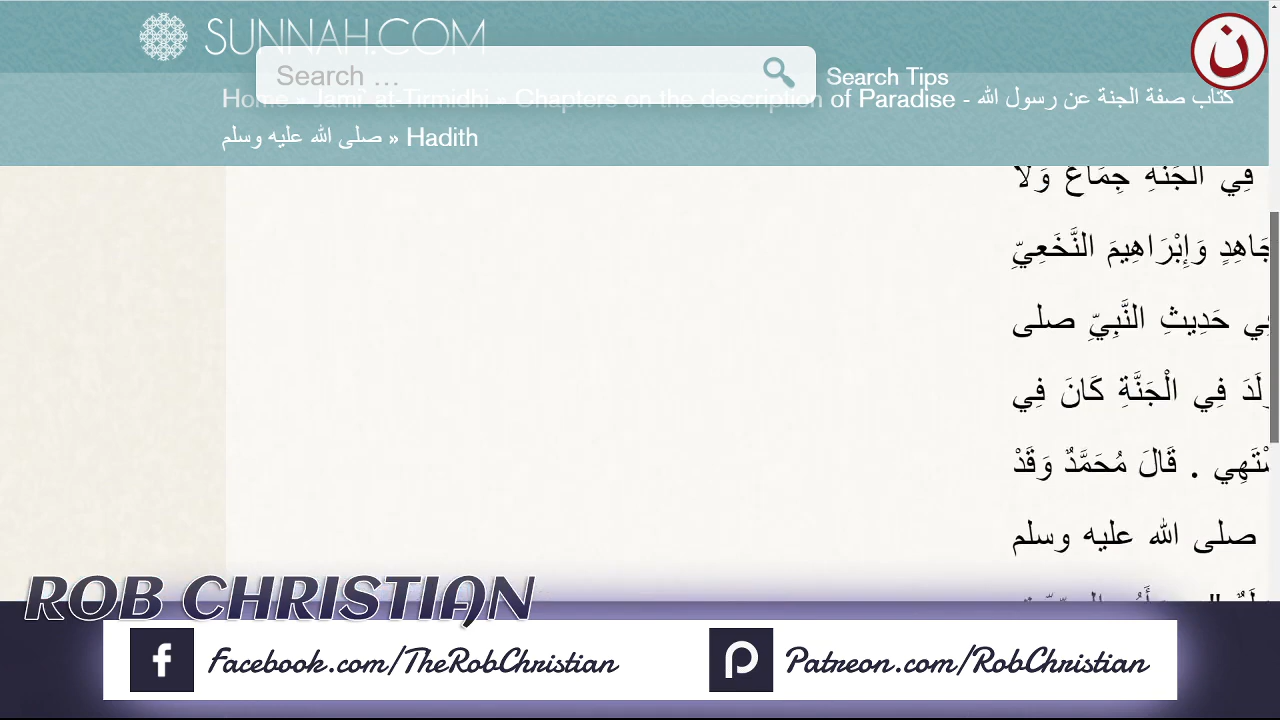 SUNNAH.COM
ن
Search ...
Search Tips
Home » Jami` at-Tirmidhi » Chapters on the description of Paradise - كتاب صفة الجنة عن رسول الله
صلى الله عليه وسلم » Hadith
فِي الْجَنَّةِ جِمَاعٌ وَلاَ
وَإِبْرَاهِيمَ النَّخَعِيِّ
حَدِيثِ النَّبِيِّ صلى
فِي الْجَنَّةِ كَانَ فِي
قَالَ مُحَمَّدٌ وَقَدْ
صلى الله عليه وسلم
ROB CHRISTIAN
Facebook.com/TheRobChristian
Patreon.com/RobChristian